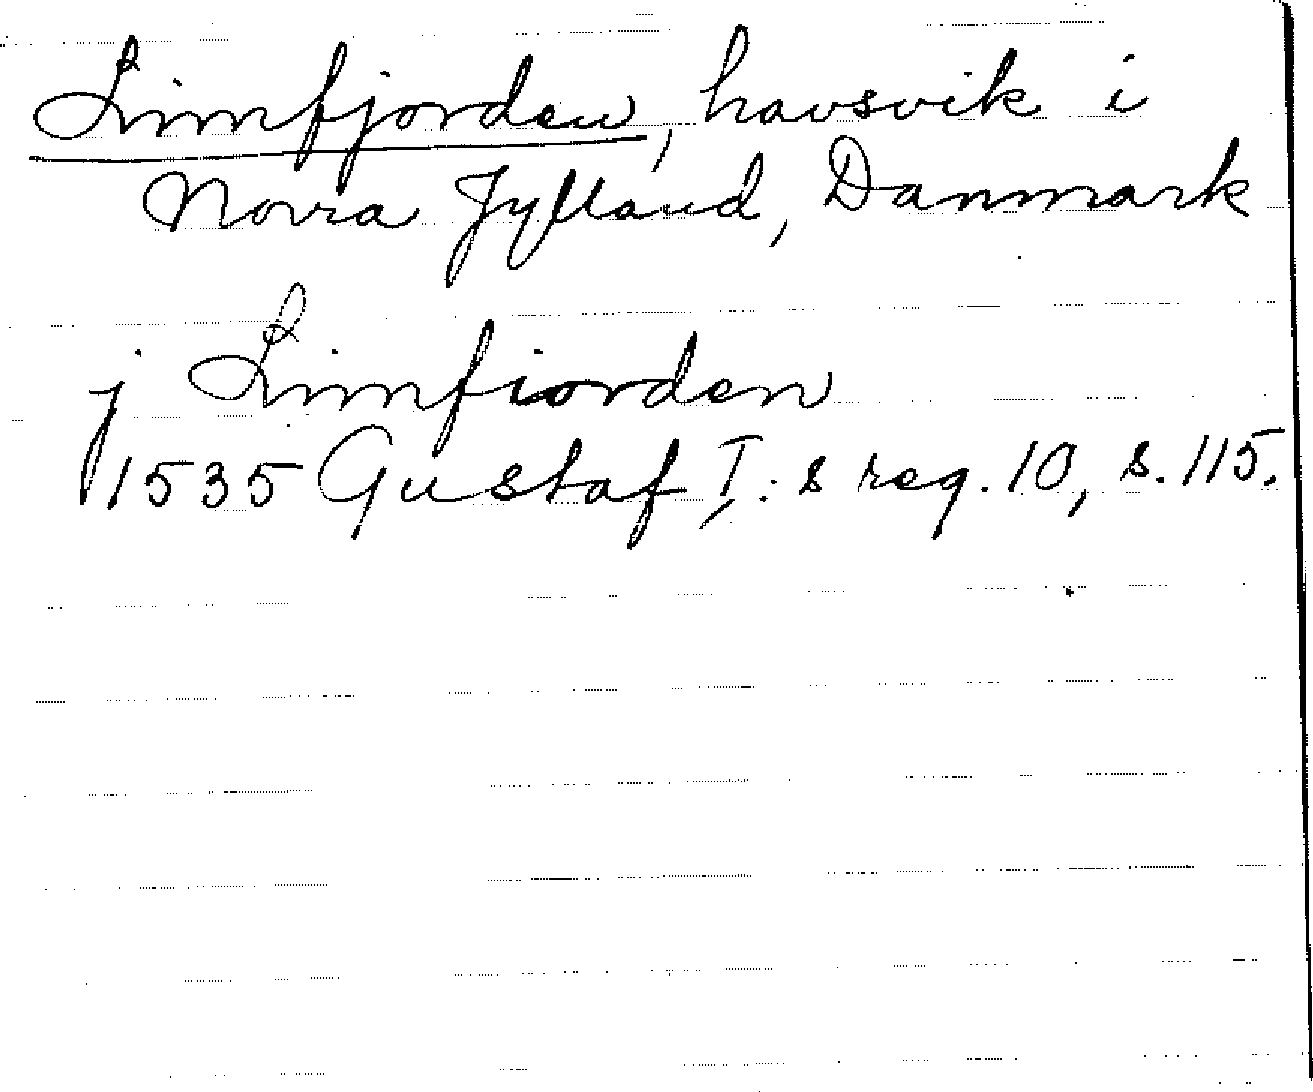 Limfjorden, havsvik i
Norra Jylland, Danmark
j Limfiorden
1535 Gustaf I:s reg. 10, s. 115.